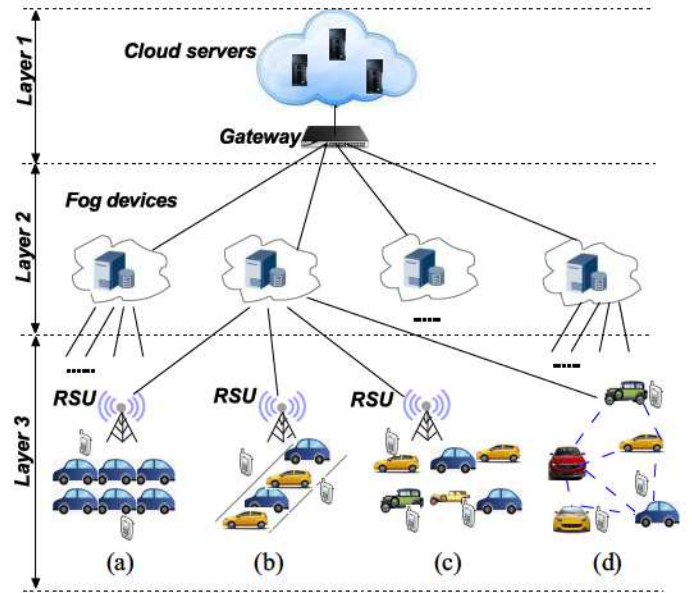 Layer 1
Cloud servers
Gateway
Layer 2
Fog devices
Layer 3
RSU
RSU
RSU
(a)
(b)
(c)
(d)